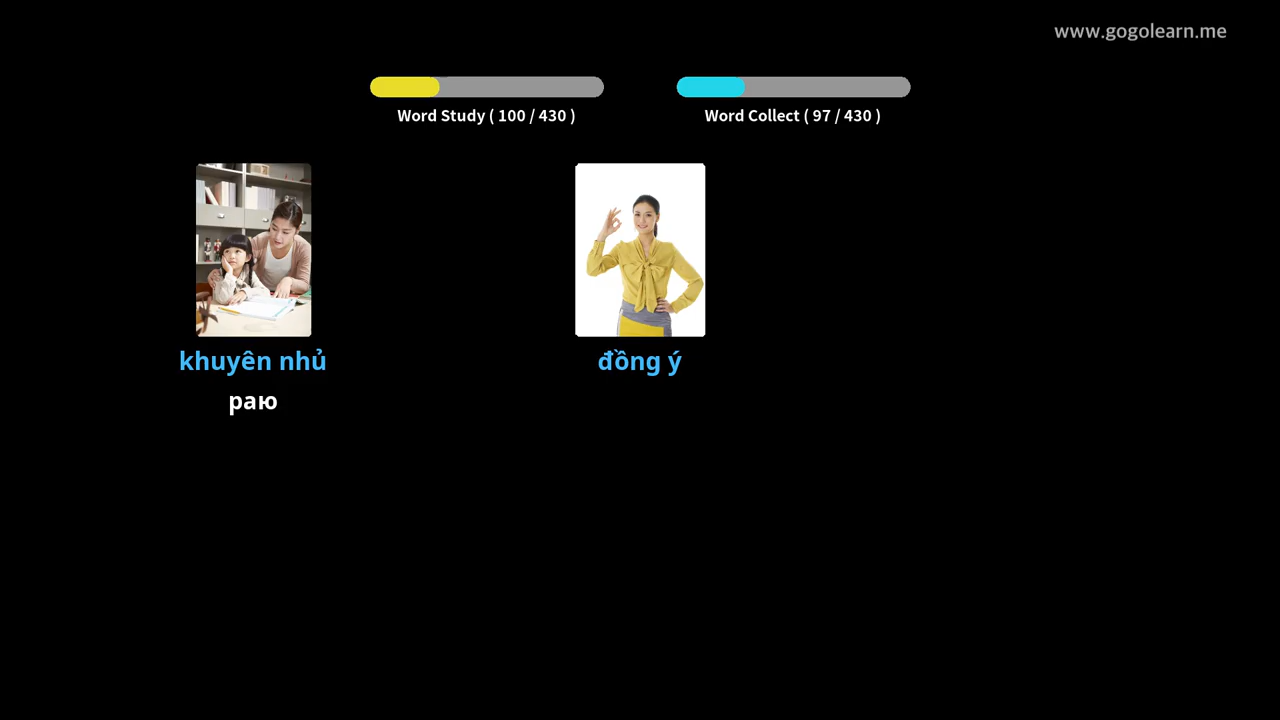 www.gogolearn.me
Word Study ( 100 / 430 )
Word Collect ( 97 / 430 )
khuyên nhủ
раю
đồng ý